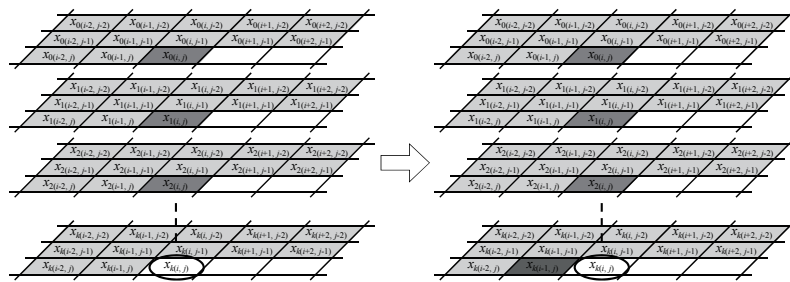 x0(i-2, j-2) x0(i-1, j-2) x0(i, j-2) x0(i+1, j-2) x0(i+2, j-2)
x0(i-2, j-1) x0(i-1, j-1) x0(i, j-1) x0(i+1, j-1) x0(i+2, j-1)
x0(i-2, j) x0(i-1, j) x0(i, j)
x1(i-2, j-2) x1(i-1, j-2) x1(i, j-2) x1(i+1, j-2) x1(i+2, j-2)
x1(i-2, j-1) x1(i-1, j-1) x1(i, j-1) x1(i+1, j-1) x1(i+2, j-1)
x1(i-2, j) x1(i-1, j) x1(i, j)
x2(i-2, j-2) x2(i-1, j-2) x2(i, j-2) x2(i+1, j-2) x2(i+2, j-2)
x2(i-2, j-1) x2(i-1, j-1) x2(i, j-1) x2(i+1, j-1) x2(i+2, j-1)
x2(i-2, j) x2(i-1, j) x2(i, j)
xk(i-2, j-2) xk(i-1, j-2) xk(i, j-2) xk(i+1, j-2) xk(i+2, j-2)
xk(i-2, j-1) xk(i-1, j-1) xk(i, j-1) xk(i+1, j-1) xk(i+2, j-1)
xk(i-2, j) xk(i-1, j) xk(i, j)
x0(i-2, j-2) x0(i-1, j-2) x0(i, j-2) x0(i+1, j-2) x0(i+2, j-2)
x0(i-2, j-1) x0(i-1, j-1) x0(i, j-1) x0(i+1, j-1) x0(i+2, j-1)
x0(i-2, j) x0(i-1, j) x0(i, j)
x1(i-2, j-2) x1(i-1, j-2) x1(i, j-2) x1(i+1, j-2) x1(i+2, j-2)
x1(i-2, j-1) x1(i-1, j-1) x1(i, j-1) x1(i+1, j-1) x1(i+2, j-1)
x1(i-2, j) x1(i-1, j) x1(i, j)
x2(i-2, j-2) x2(i-1, j-2) x2(i, j-2) x2(i+1, j-2) x2(i+2, j-2)
x2(i-2, j-1) x2(i-1, j-1) x2(i, j-1) x2(i+1, j-1) x2(i+2, j-1)
x2(i-2, j) x2(i-1, j) x2(i, j)
xk(i-2, j-2) xk(i-1, j-2) xk(i, j-2) xk(i+1, j-2) xk(i+2, j-2)
xk(i-2, j-1) xk(i-1, j-1) xk(i, j-1) xk(i+1, j-1) xk(i+2, j-1)
xk(i-2, j) xk(i-1, j) xk(i, j)